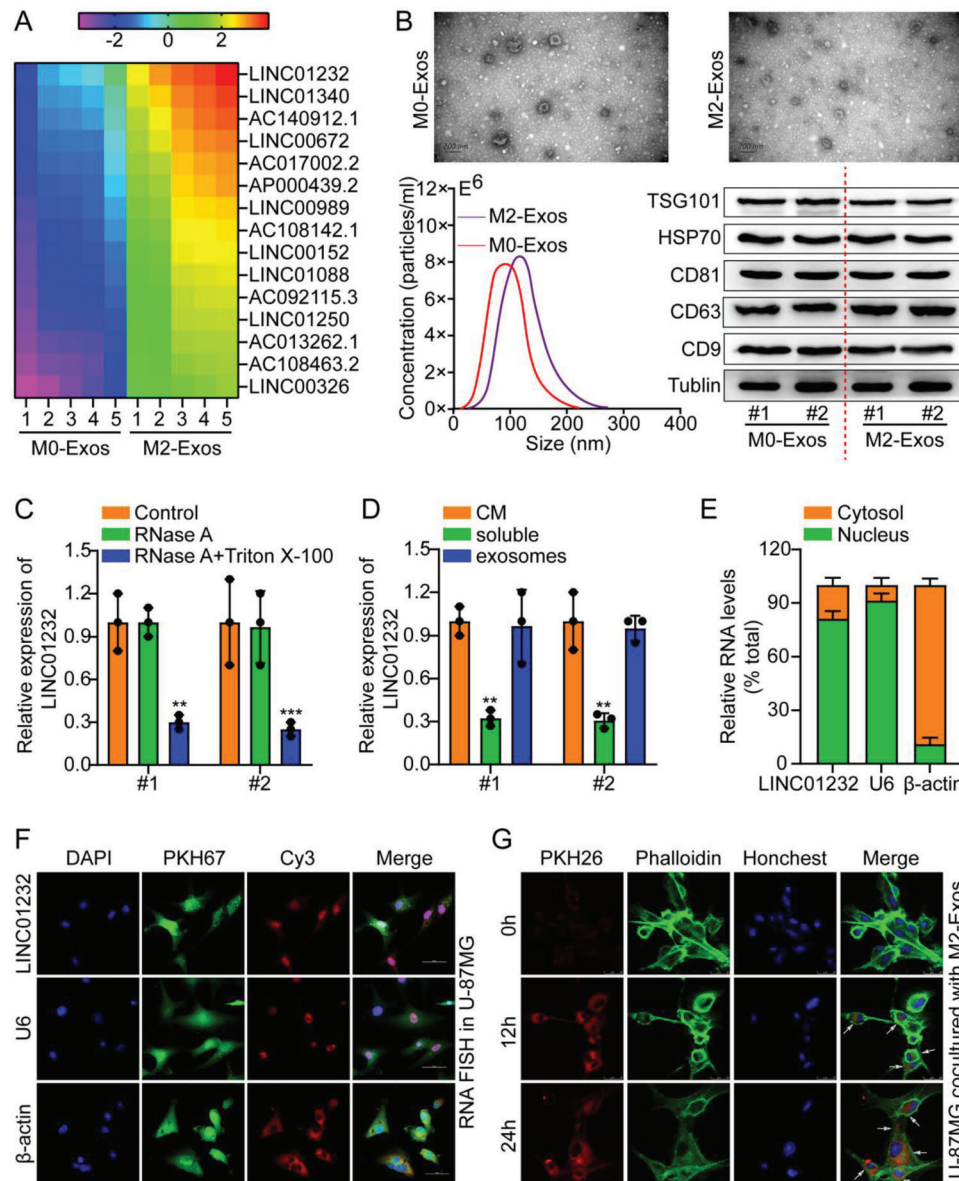 A
-2 0 2
LINC01232
LINC01340
AC140912.1
LINC00672
AC017002.2
AP000439.2
LINC00989
AC108142.1
LINC00152
LINC01088
AC092115.3
LINC01250
AC013262.1
AC108463.2
LINC00326
1 2 3 4 5 1 2 3 4 5
M0-Exos M2-Exos
B
M0-Exos
200 nm
M2-Exos
200 nm
Concentration (particles/ml)
E6
12×
10×
8×
6×
4×
2×
0×
M2-Exos
M0-Exos
0 100 200 300 400
Size (nm)
TSG101
HSP70
CD81
CD63
CD9
Tublin
#1 #2 #1 #2
M0-Exos M2-Exos
C
Control
RNase A
RNase A+Triton X-100
Relative expression of
LINC01232
1.5
1.2
0.9
0.6
0.3
0.0
**
***
#1 #2
D
CM
soluble
exosomes
Relative expression of
LINC01232
1.5
1.2
0.9
0.6
0.3
0.0
**
**
#1 #2
E
Cytosol
Nucleus
Relative RNA levels
(% total)
120
90
60
30
0
LINC01232 U6 β-actin
F
DAPI PKH67 Cy3 Merge
LINC01232
U6
β-actin
RNA FISH in U-87MG
G
PKH26 Phalloidin Honchest Merge
0h
12h
24h
U-87MG cocultured with M2-Exos